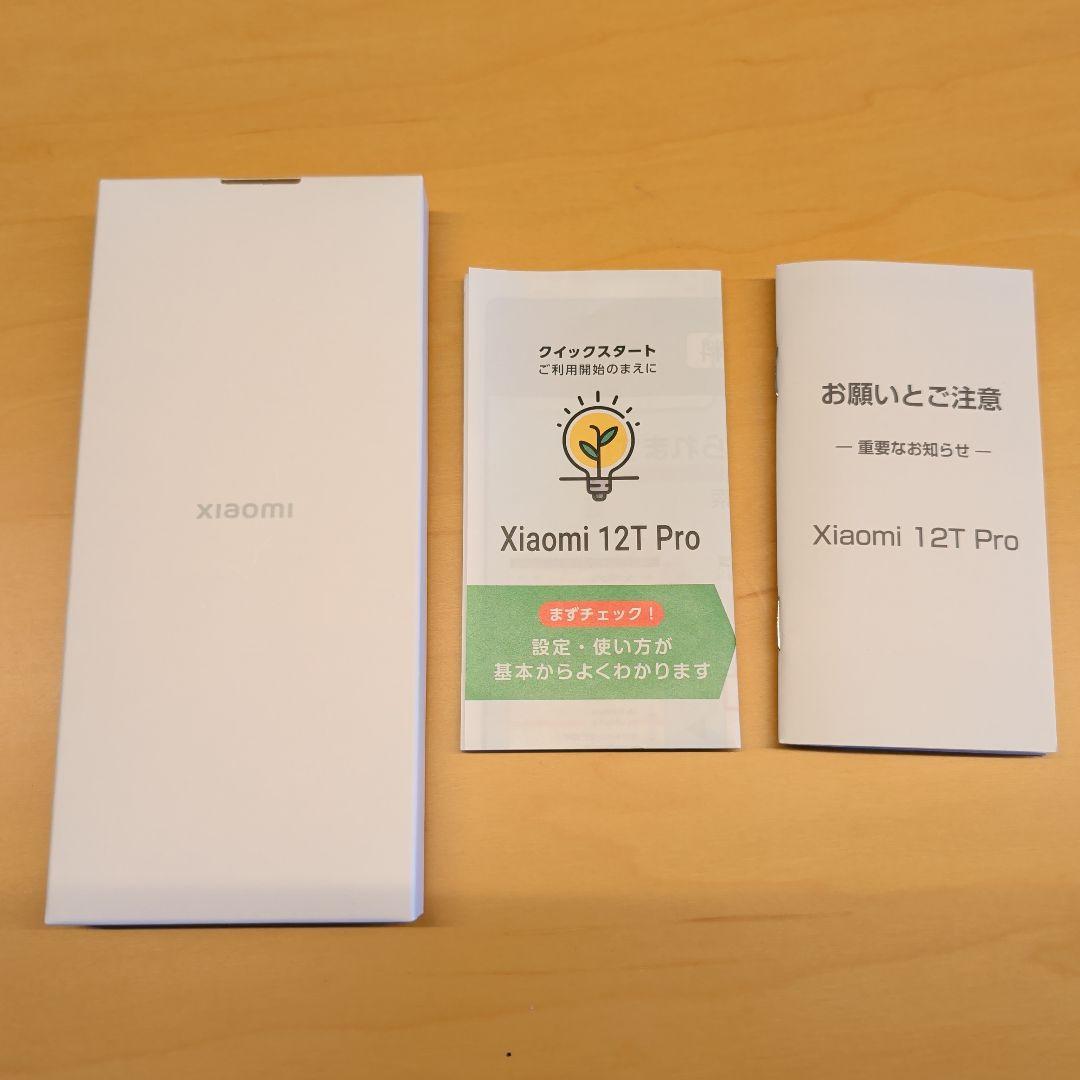 xiaomi
クイックスタート
ご利用開始のまえに
Xiaomi 12T Pro
まずチェック！
設定・使い方が
基本からよくわかります
お願いとご注意
― 重要なお知らせ ―
Xiaomi 12T Pro